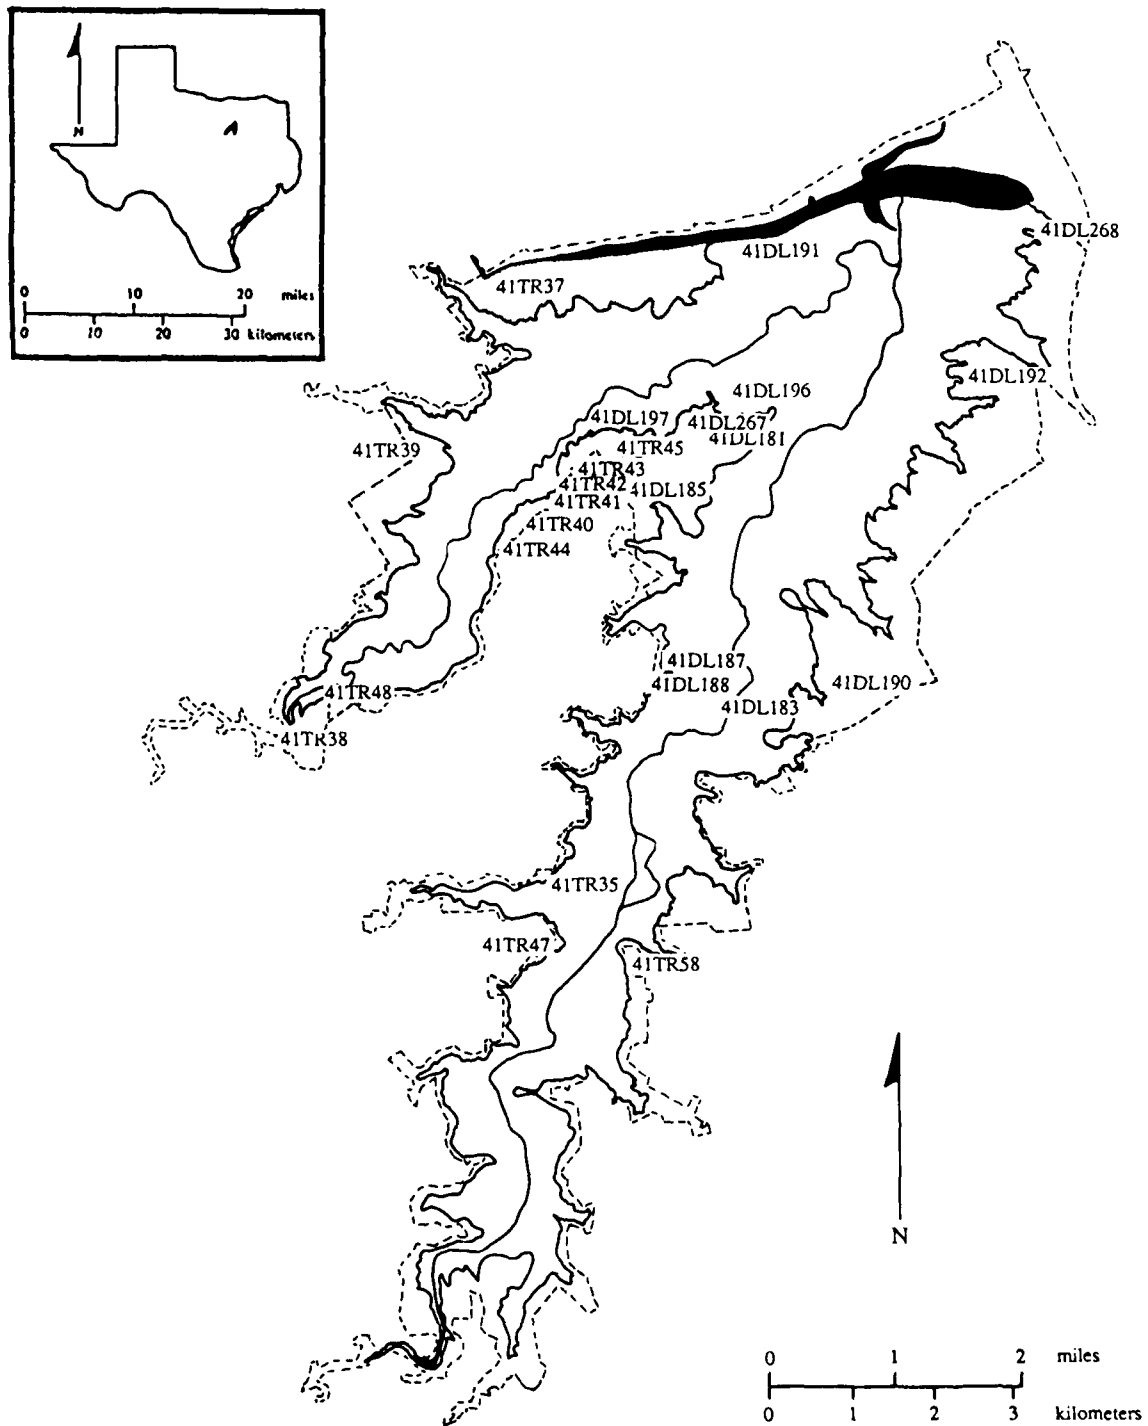 N
0 10 20 miles
0 10 20 30 kilometers
41DL268
41DL191
41TR37
41DL192
41DL196
41DL197
41DL267
41DL181
41TR45
41TR39
41TR43
41TR42
41DL185
41TR41
41TR40
41TR44
41DL187
41DL188
41DL190
41TR48
41DL183
41TR38
41TR35
41TR47
41TR58
N
0 1 2 miles
0 1 2 3 kilometers